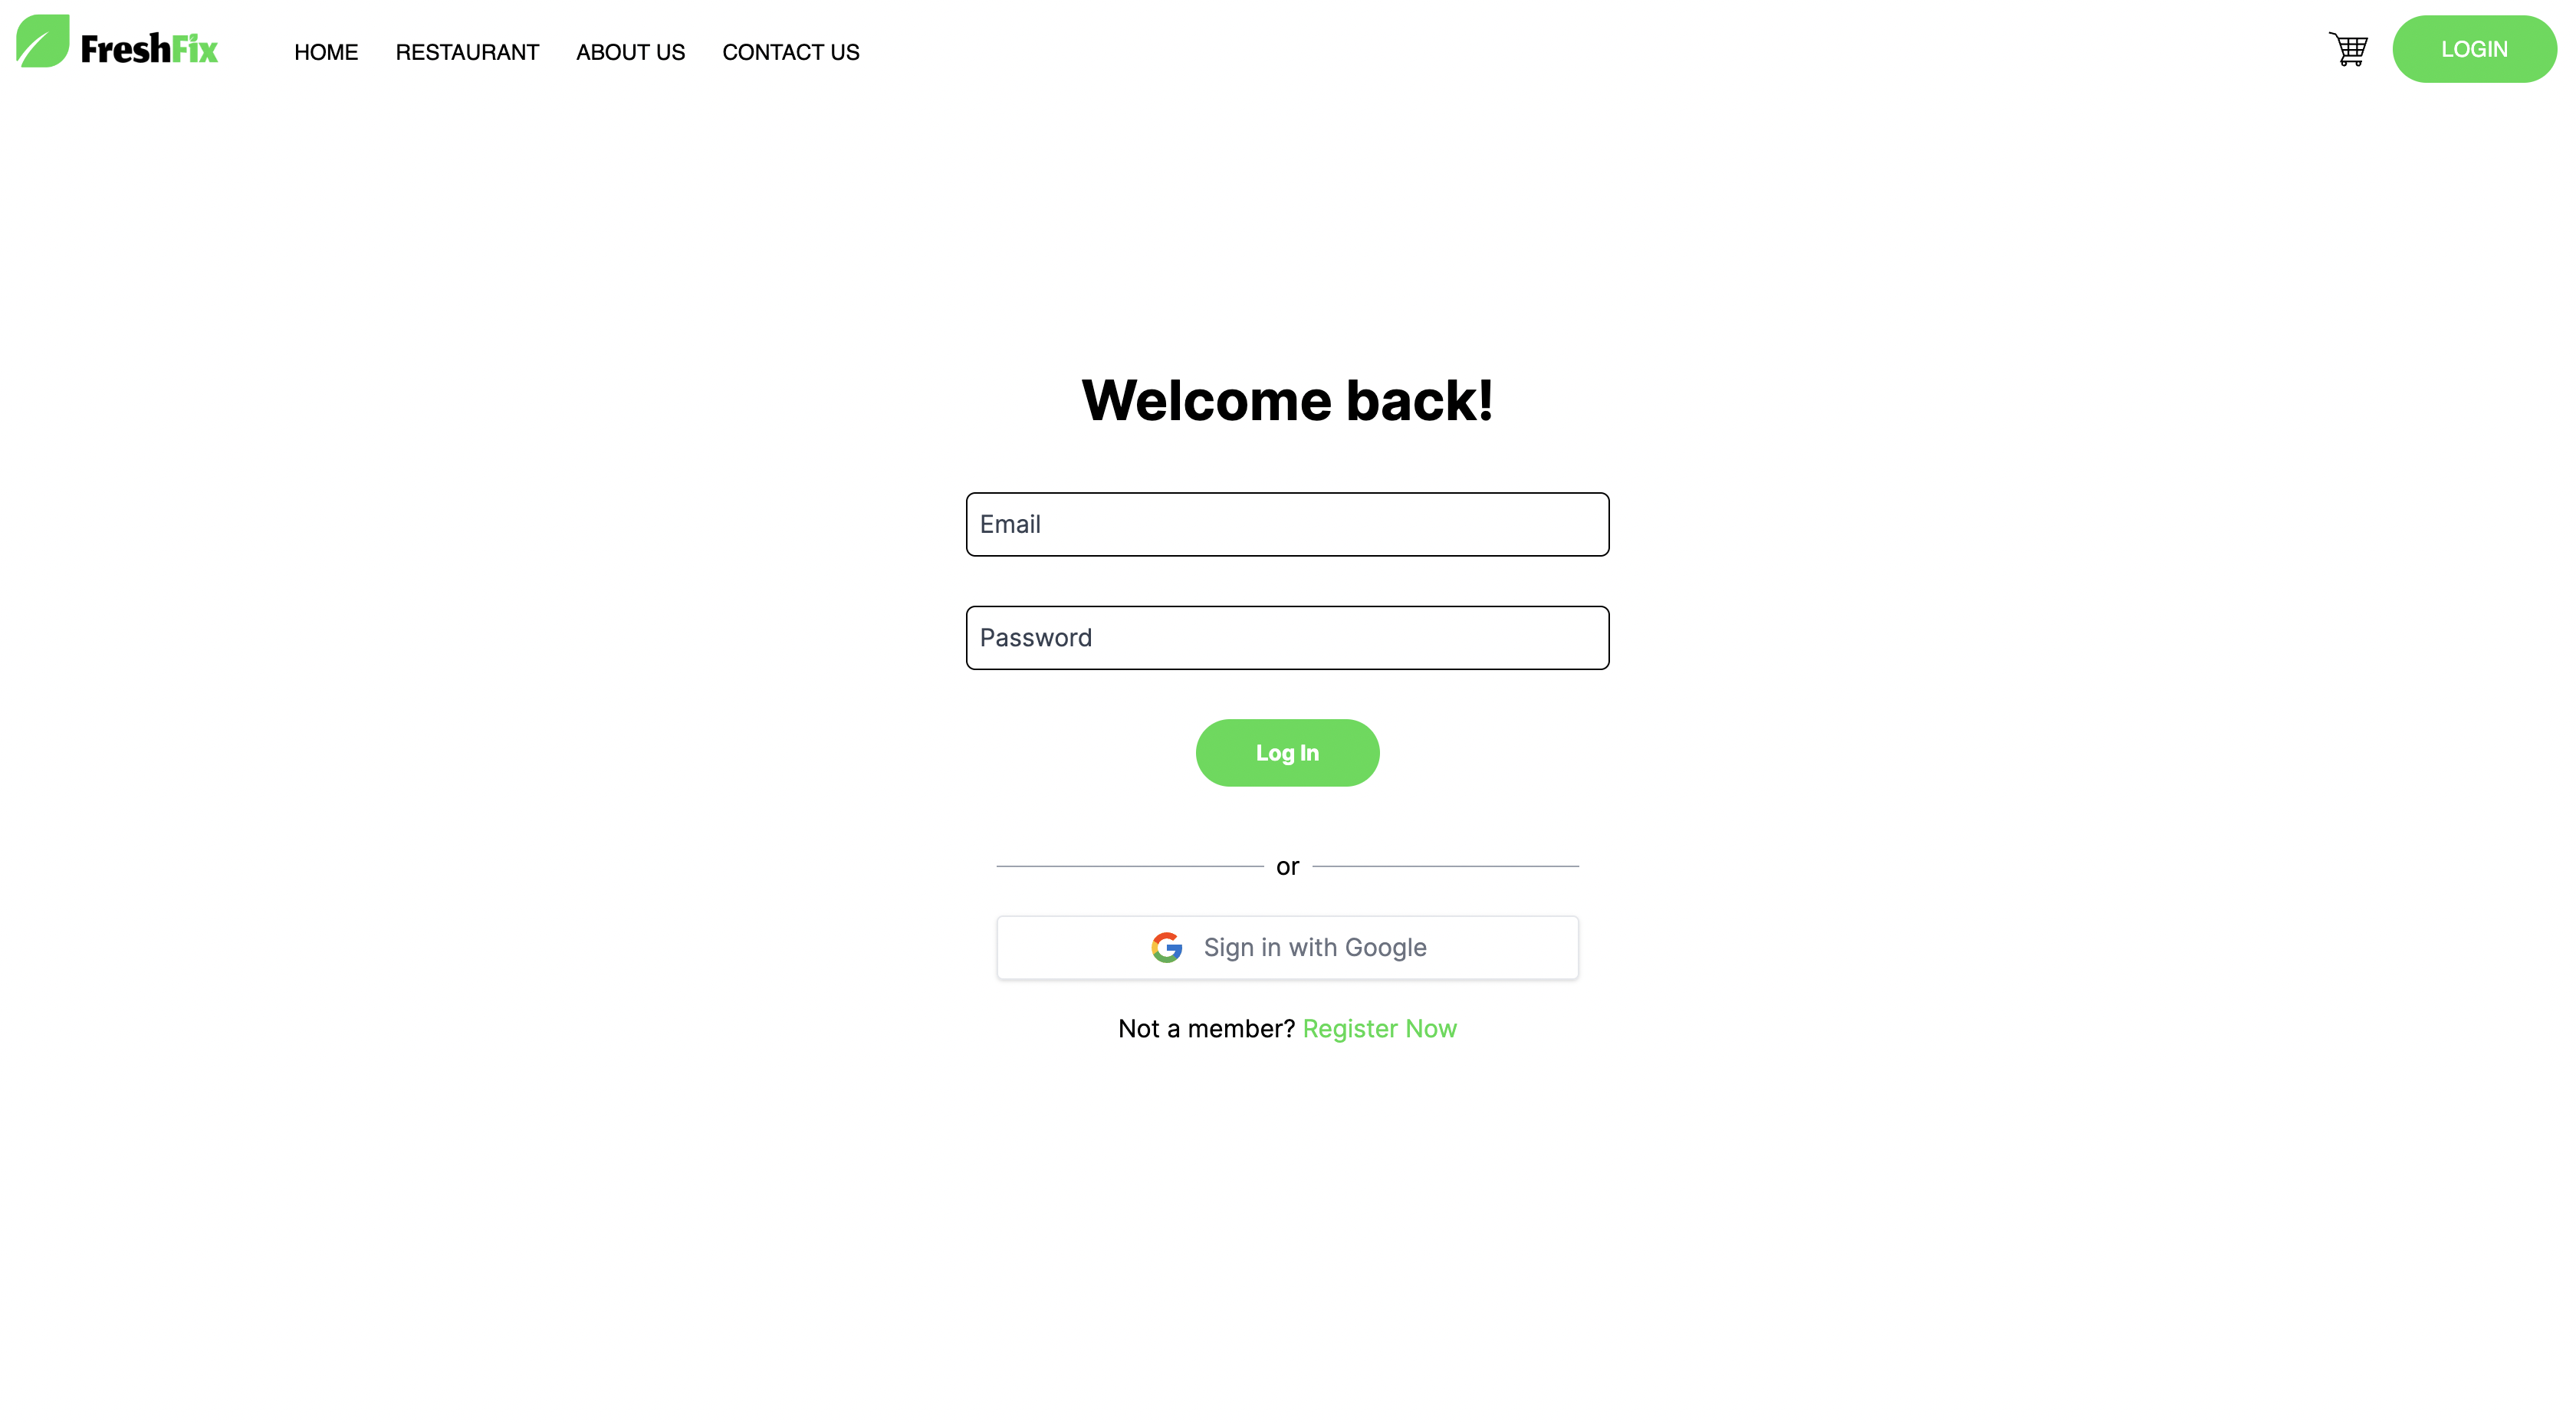 FreshFix
HOME RESTAURANT ABOUT US CONTACT US
LOGIN
Welcome back!
Email
Password
Log In
or
Sign in with Google
Not a member? Register Now